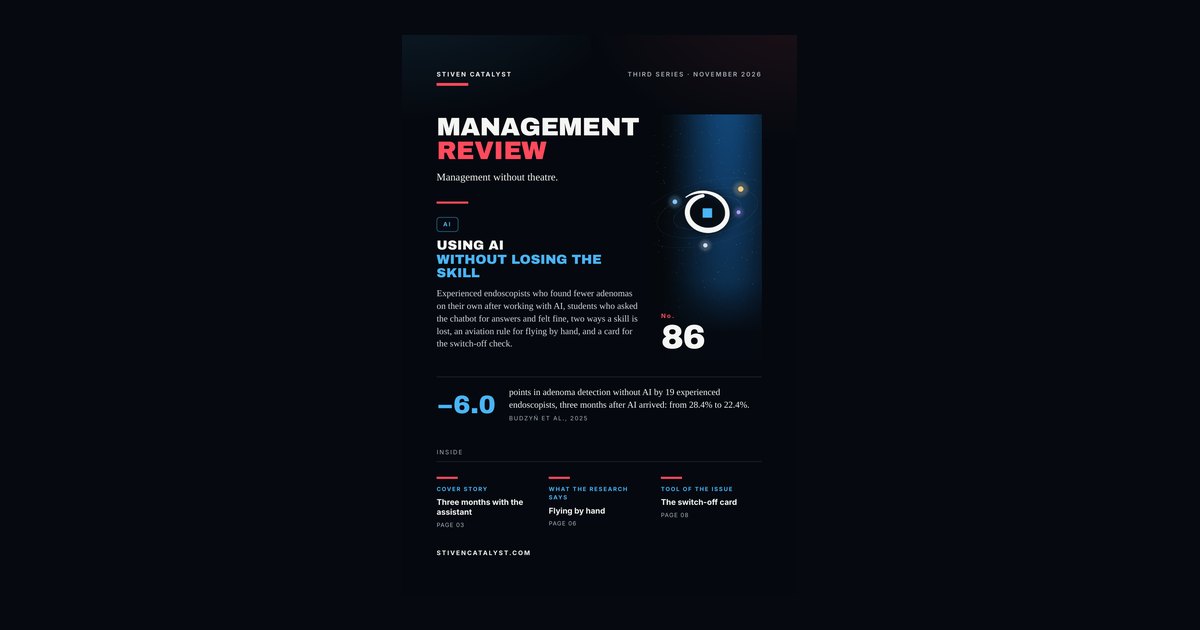 STIVEN CATALYST
THIRD SERIES · NOVEMBER 2026
MANAGEMENT
REVIEW
Management without theatre.
AI
USING AI
WITHOUT LOSING THE
SKILL
Experienced endoscopists who found fewer adenomas
on their own after working with AI, students who asked
the chatbot for answers and felt fine, two ways a skill is
lost, an aviation rule for flying by hand, and a card for
the switch-off check.
No.
86
–6.0
points in adenoma detection without AI by 19 experienced
endoscopists, three months after AI arrived: from 28.4% to 22.4%.
BUDZYŃ ET AL., 2025
INSIDE
COVER STORY
Three months with the
assistant
PAGE 03
WHAT THE RESEARCH
SAYS
Flying by hand
PAGE 06
TOOL OF THE ISSUE
The switch-off card
PAGE 08
STIVENCATALYST.COM